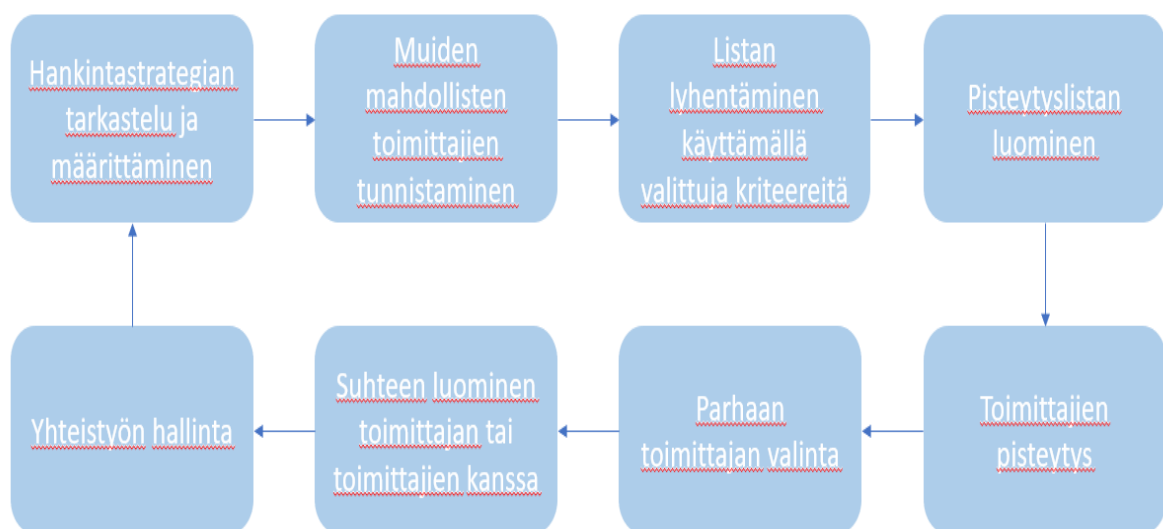 Hankintastrategian
tarkastelu ja
määrittäminen
Muiden
mahdollisten
toimittajien
tunnistaminen
Listan
lyhentäminen
käyttämällä
valittuja kriteereitä
Pisteytyslistan
luominen
Toimittajien
pisteytys
Parhaan
toimittajan valinta
Suhteen luominen
toimittajan tai
toimittajien kanssa
Yhteistyön hallinta